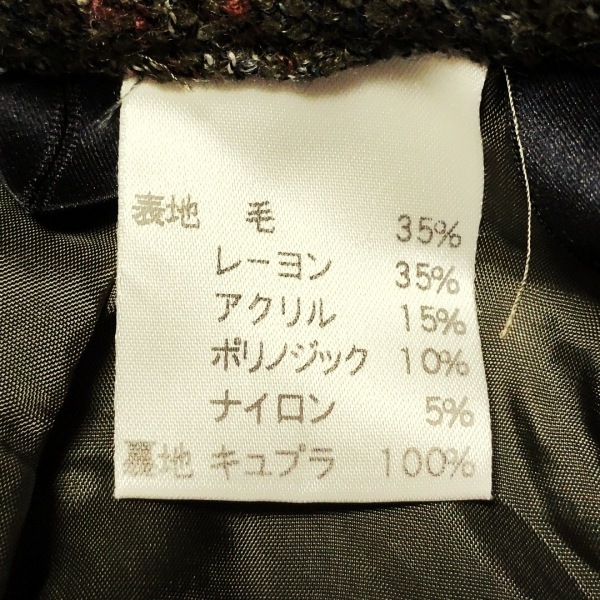 表地 毛 35%
レーヨン 35%
アクリル 15%
ポリノジック 10%
ナイロン 5%
裏地 キュプラ 100%